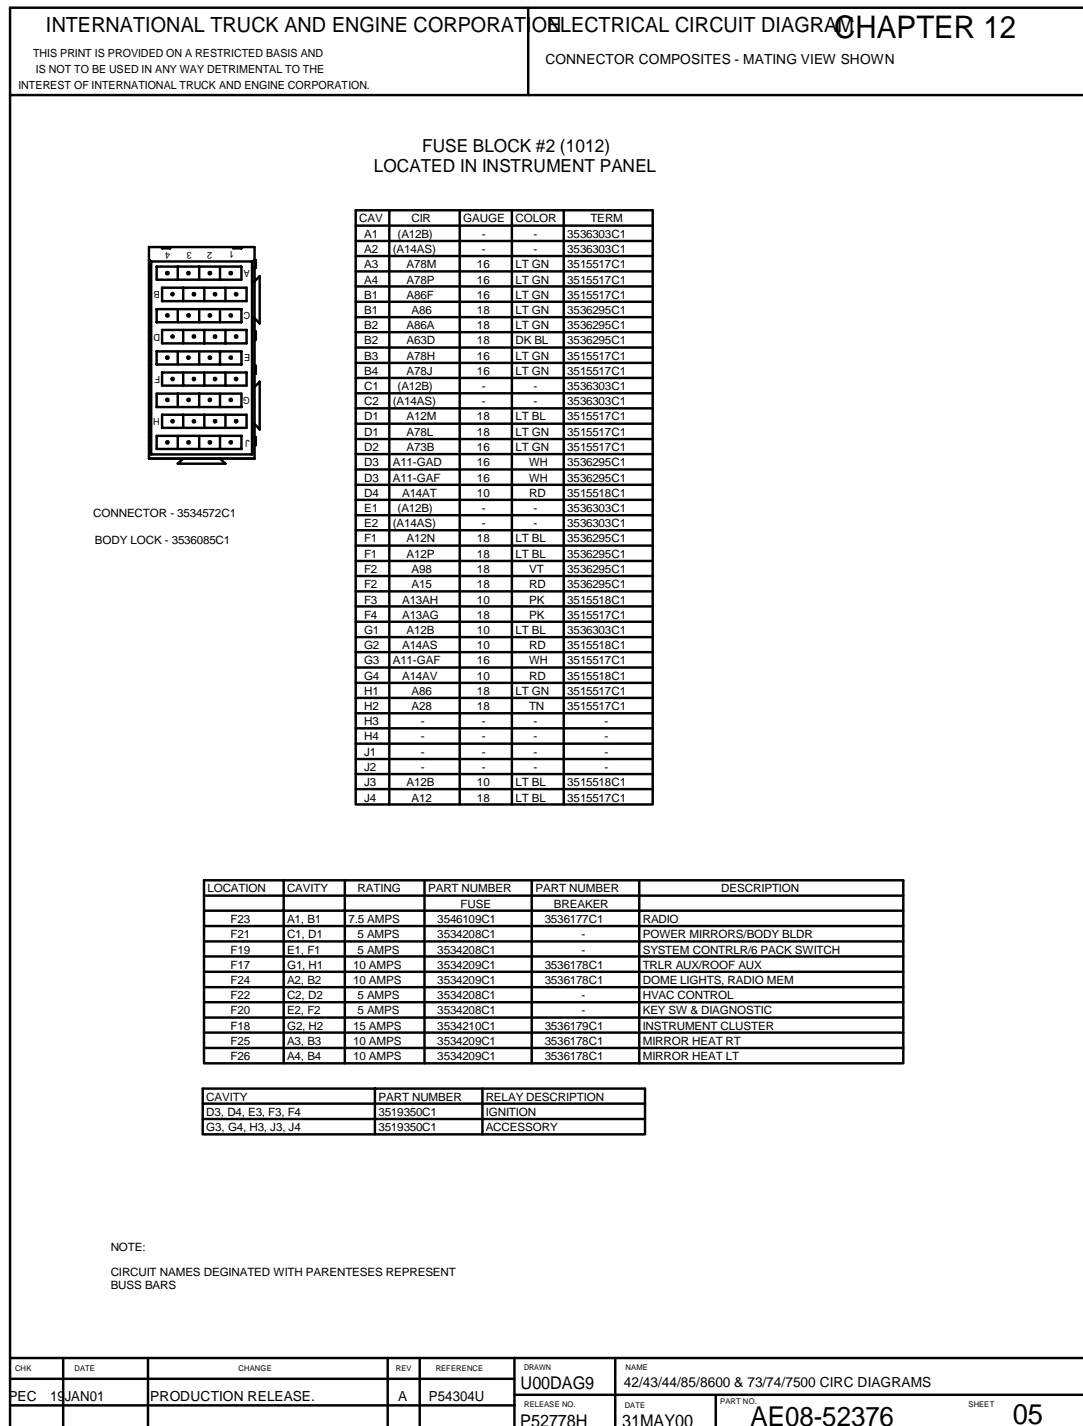 INTERNATIONAL TRUCK AND ENGINE CORPORATION
THIS PRINT IS PROVIDED ON A RESTRICTED BASIS AND
IS NOT TO BE USED IN ANY WAY DETRIMENTAL TO THE
INTEREST OF INTERNATIONAL TRUCK AND ENGINE CORPORATION.
ELECTRICAL CIRCUIT DIAGRAM
CHAPTER 12
CONNECTOR COMPOSITES - MATING VIEW SHOWN
FUSE BLOCK #2 (1012)
LOCATED IN INSTRUMENT PANEL
4 3 2 1
A
B
C
D
E
F
G
H
J
CONNECTOR - 3534572C1
BODY LOCK - 3536085C1
CAV CIR GAUGE COLOR TERM
A1 (A12B) - - 3536303C1
A2 (A14AS) - - 3536303C1
A3 A78M 16 LT GN 3515517C1
A4 A78P 16 LT GN 3515517C1
B1 A86F 16 LT GN 3515517C1
B1 A86 18 LT GN 3536295C1
B2 A86A 18 LT GN 3536295C1
B2 A63D 18 DK BL 3536295C1
B3 A78H 16 LT GN 3515517C1
B4 A78J 16 LT GN 3515517C1
C1 (A12B) - - 3536303C1
C2 (A14AS) - - 3536303C1
D1 A12M 18 LT BL 3515517C1
D1 A78L 18 LT GN 3515517C1
D2 A73B 16 LT GN 3515517C1
D3 A11-GAD 16 WH 3536295C1
D3 A11-GAF 16 WH 3536295C1
D4 A14AT 10 RD 3515518C1
E1 (A12B) - - 3536303C1
E2 (A14AS) - - 3536303C1
F1 A12N 18 LT BL 3536295C1
F1 A12P 18 LT BL 3536295C1
F2 A98 18 VT 3536295C1
F2 A15 18 RD 3536295C1
F3 A13AH 10 PK 3515518C1
F4 A13AG 18 PK 3515517C1
G1 A12B 10 LT BL 3536303C1
G2 A14AS 10 RD 3515518C1
G3 A11-GAF 16 WH 3515517C1
G4 A14AV 10 RD 3515518C1
H1 A86 18 LT GN 3515517C1
H2 A28 18 TN 3515517C1
H3 - - - -
H4 - - - -
J1 - - - -
J2 - - - -
J3 A12B 10 LT BL 3515518C1
J4 A12 18 LT BL 3515517C1
LOCATION CAVITY RATING PART NUMBER PART NUMBER DESCRIPTION
FUSE BREAKER
F23 A1, B1 7.5 AMPS 3546109C1 3536177C1 RADIO
F21 C1, D1 5 AMPS 3534208C1 - POWER MIRRORS/BODY BLDR
F19 E1, F1 5 AMPS 3534208C1 - SYSTEM CONTRLR/6 PACK SWITCH
F17 G1, H1 10 AMPS 3534209C1 3536178C1 TRLR AUX/ROOF AUX
F24 A2, B2 10 AMPS 3534209C1 3536178C1 DOME LIGHTS, RADIO MEM
F22 C2, D2 5 AMPS 3534208C1 - HVAC CONTROL
F20 E2, F2 5 AMPS 3534208C1 - KEY SW & DIAGNOSTIC
F18 G2, H2 15 AMPS 3534210C1 3536179C1 INSTRUMENT CLUSTER
F25 A3, B3 10 AMPS 3534209C1 3536178C1 MIRROR HEAT RT
F26 A4, B4 10 AMPS 3534209C1 3536178C1 MIRROR HEAT LT
CAVITY PART NUMBER RELAY DESCRIPTION
D3, D4, E3, F3, F4 3519350C1 IGNITION
G3, G4, H3, J3, J4 3519350C1 ACCESSORY
NOTE:
CIRCUIT NAMES DEGINATED WITH PARENTESES REPRESENT
BUSS BARS
CHK DATE CHANGE REV REFERENCE
PEC 19JAN01 PRODUCTION RELEASE. A P54304U
DRAWN
U00DAG9
NAME
42/43/44/85/8600 & 73/74/7500 CIRC DIAGRAMS
RELEASE NO.
P52778H
DATE
31MAY00
PART NO.
AE08-52376
SHEET 05